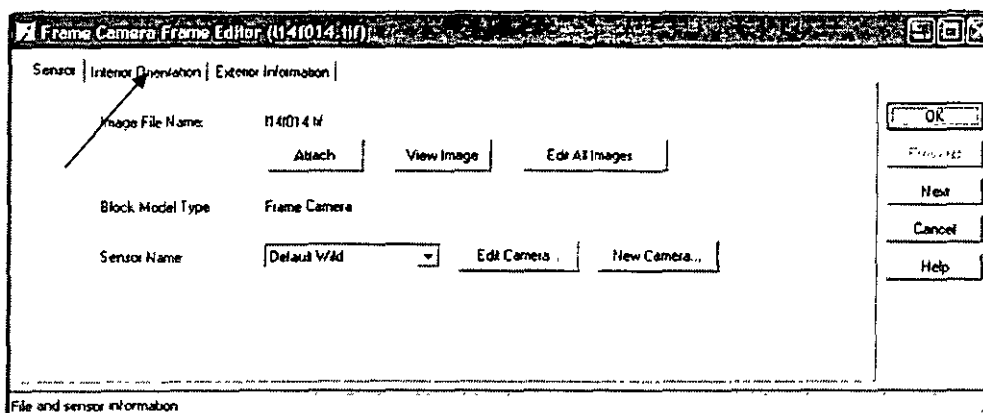 Frame Camera Frame Editor (l14f014.tif)
Sensor | Interior Orientation | Exterior Information |
Image File Name: l14f014.tif
Attach View Image Edit All Images
Block Model Type Frame Camera
Sensor Name Default Wild Edit Camera... New Camera...
OK
Previous
Next
Cancel
Help
File and sensor information